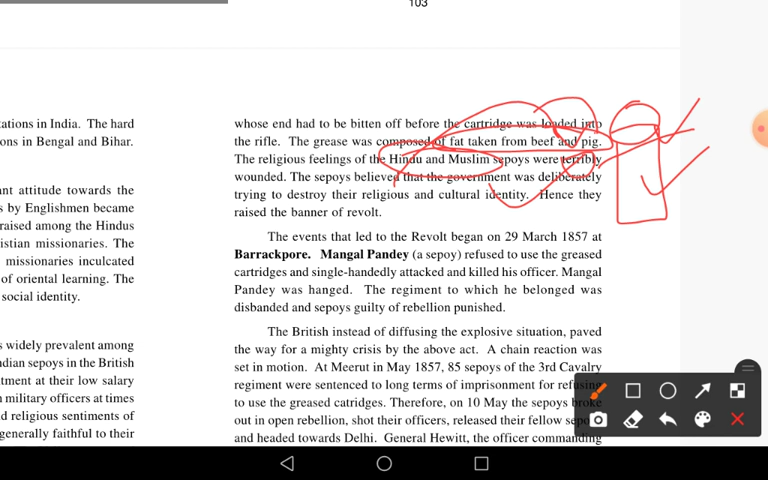 103
tations in India. The hard
ons in Bengal and Bihar.
ant attitude towards the
s by Englishmen became
raised among the Hindus
istian missionaries. The
missionaries inculcated
of oriental learning. The
social identity.
s widely prevalent among
ndian sepoys in the British
tment at their low salary
n military officers at times
d religious sentiments of
generally faithful to their
whose end had to be bitten off before the cartridge was loaded into
the rifle. The grease was composed of fat taken from beef and pig.
The religious feelings of the Hindu and Muslim sepoys were terribly
wounded. The sepoys believed that the government was deliberately
trying to destroy their religious and cultural identity. Hence they
raised the banner of revolt.
The events that led to the Revolt began on 29 March 1857 at
Barrackpore. Mangal Pandey (a sepoy) refused to use the greased
cartridges and single-handedly attacked and killed his officer. Mangal
Pandey was hanged. The regiment to which he belonged was
disbanded and sepoys guilty of rebellion punished.
The British instead of diffusing the explosive situation, paved
the way for a mighty crisis by the above act. A chain reaction was
set in motion. At Meerut in May 1857, 85 sepoys of the 3rd Cavalry
regiment were sentenced to long terms of imprisonment for refusing
to use the greased catridges. Therefore, on 10 May the sepoys broke
out in open rebellion, shot their officers, released their fellow sepo
and headed towards Delhi. General Hewitt, the officer commanding